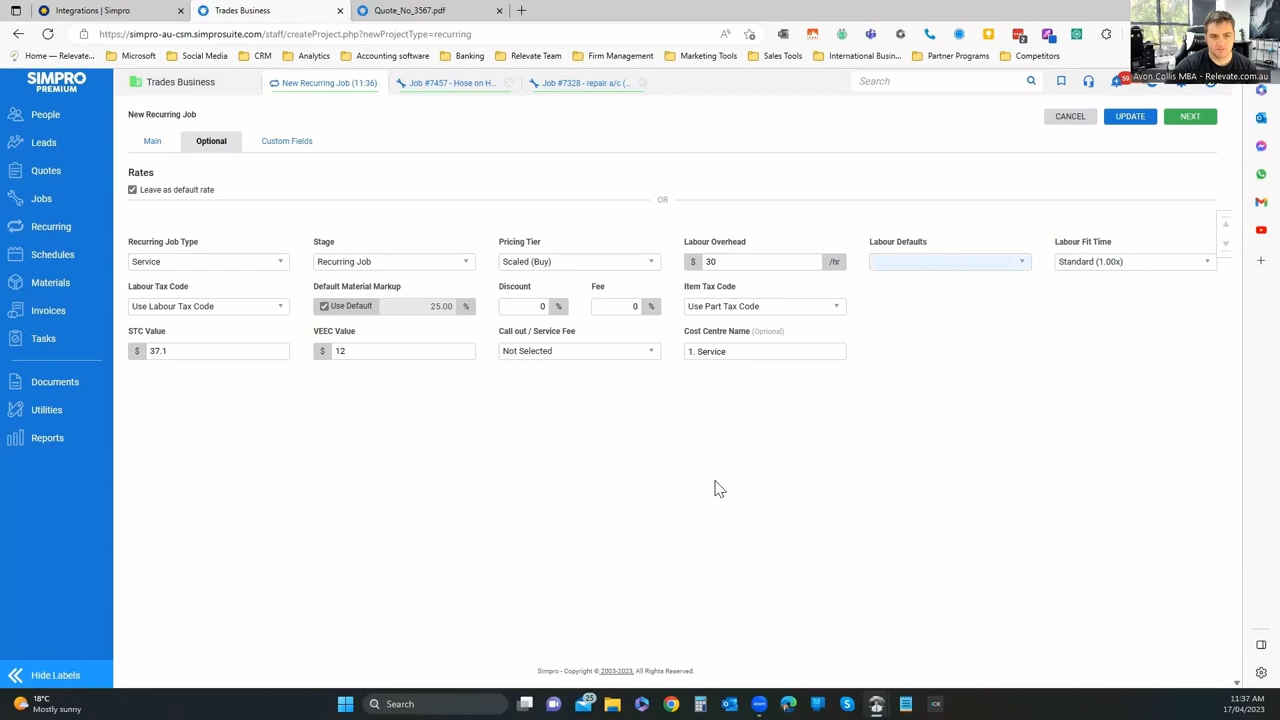 Integrations | Simpro
Trades Business
Quote_No_3567.pdf
https://simpro-au-csm.simprosuite.com/staff/createProject.php?newProjectType=recurring
Home — Relevate...
Microsoft
Social Media
CRM
Analytics
Accounting software
Banking
Relevate Team
Firm Management
Marketing Tools
Sales Tools
International Busi...
Partner Programs
Competitors
Avon Collis MBA - Relevate.com.au
SIMPRO
PREMIUM
Trades Business
New Recurring Job (11:36)
Job #7457 - Hose on H...
Job #7328 - repair a/c (...
Search
59
People
Leads
Quotes
Jobs
Recurring
Schedules
Materials
Invoices
Tasks
Documents
Utilities
Reports
Hide Labels
New Recurring Job
CANCEL
UPDATE
NEXT
Main
Optional
Custom Fields
Rates
Leave as default rate
OR
Recurring Job Type
Stage
Pricing Tier
Labour Overhead
Labour Defaults
Labour Fit Time
Service
Recurring Job
Scaled (Buy)
$ 30 /hr
Standard (1.00x)
Labour Tax Code
Default Material Markup
Discount
Fee
Item Tax Code
Use Labour Tax Code
Use Default 25.00 %
0 %
0 %
Use Part Tax Code
STC Value
VEEC Value
Call out / Service Fee
Cost Centre Name (Optional)
$ 37.1
$ 12
Not Selected
1. Service
Simpro - Copyright © 2003-2023, All Rights Reserved.
18°C
Mostly sunny
Search
25
11:37 AM
17/04/2023